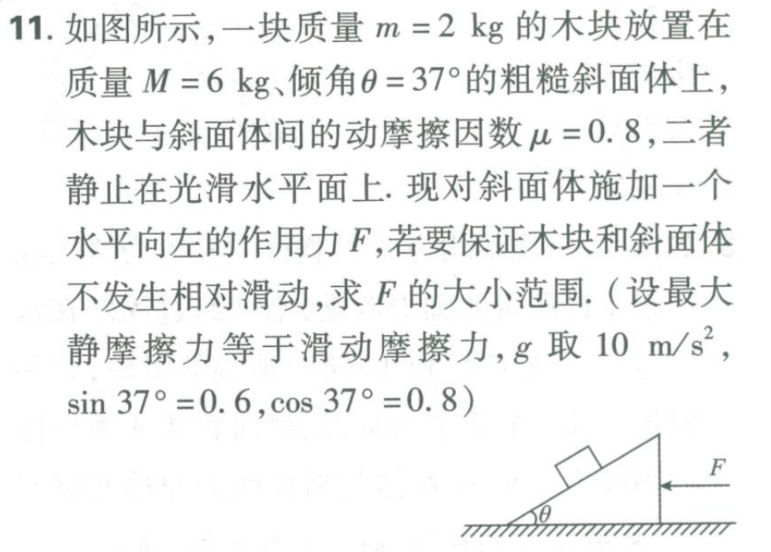 11. 如图所示,一块质量 m = 2 kg 的木块放置在
质量 M = 6 kg、倾角θ = 37°的粗糙斜面体上,
木块与斜面体间的动摩擦因数 μ = 0.8,二者
静止在光滑水平面上. 现对斜面体施加一个
水平向左的作用力 F,若要保证木块和斜面体
不发生相对滑动,求 F 的大小范围. (设最大
静摩擦力等于滑动摩擦力,g 取 10 m/s²,
sin 37° = 0.6,cos 37° = 0.8)
F
θ